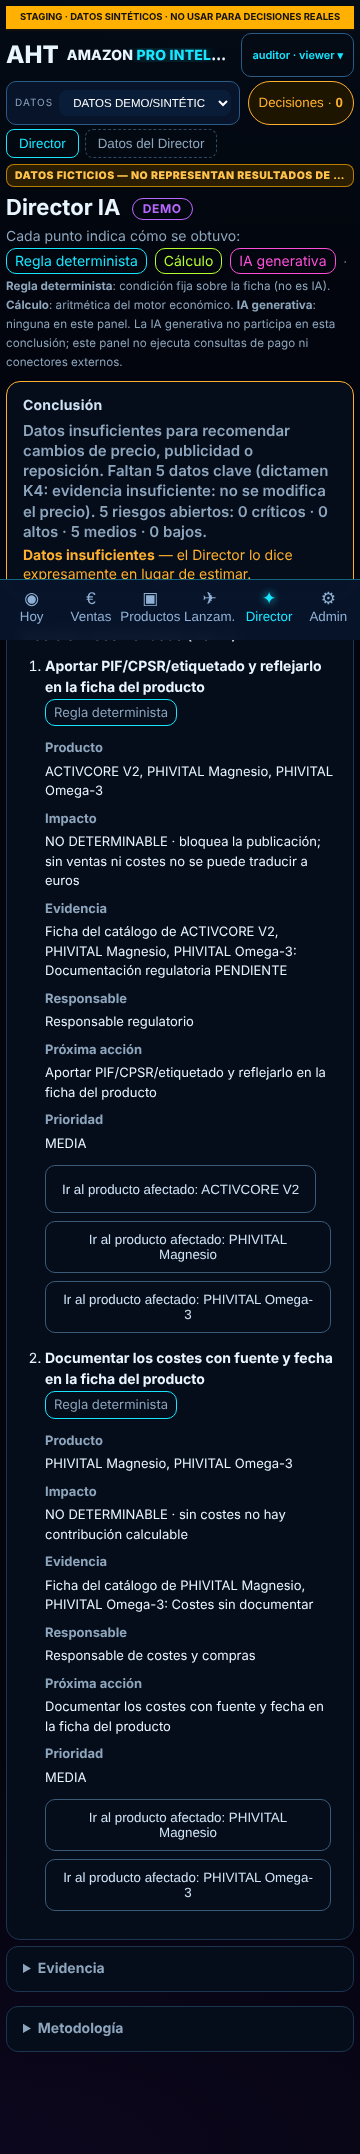 STAGING · DATOS SINTÉTICOS · NO USAR PARA DECISIONES REALES
AHT AMAZON PRO INTEL... auditor · viewer ▾
DATOS DATOS DEMO/SINTÉTIC Decisiones · 0
Director Datos del Director
DATOS FICTICIOS — NO REPRESENTAN RESULTADOS DE ...
Director IA DEMO
Cada punto indica cómo se obtuvo:
Regla determinista Cálculo IA generativa ·
Regla determinista: condición fija sobre la ficha (no es IA).
Cálculo: aritmética del motor económico. IA generativa:
ninguna en este panel. La IA generativa no participa en esta
conclusión; este panel no ejecuta consultas de pago ni
conectores externos.
Conclusión
Datos insuficientes para recomendar
cambios de precio, publicidad o
reposición. Faltan 5 datos clave (dictamen
K4: evidencia insuficiente: no se modifica
el precio). 5 riesgos abiertos: 0 críticos · 0
altos · 5 medios · 0 bajos.
Datos insuficientes — el Director lo dice
expresamente en lugar de estimar.
Hoy Ventas Productos Lanzam. Director Admin
1. Aportar PIF/CPSR/etiquetado y reflejarlo
en la ficha del producto
Regla determinista
Producto
ACTIVCORE V2, PHIVITAL Magnesio, PHIVITAL
Omega-3
Impacto
NO DETERMINABLE · bloquea la publicación;
sin ventas ni costes no se puede traducir a
euros
Evidencia
Ficha del catálogo de ACTIVCORE V2,
PHIVITAL Magnesio, PHIVITAL Omega-3:
Documentación regulatoria PENDIENTE
Responsable
Responsable regulatorio
Próxima acción
Aportar PIF/CPSR/etiquetado y reflejarlo en la
ficha del producto
Prioridad
MEDIA
Ir al producto afectado: ACTIVCORE V2
Ir al producto afectado: PHIVITAL
Magnesio
Ir al producto afectado: PHIVITAL Omega-
3
2. Documentar los costes con fuente y fecha
en la ficha del producto
Regla determinista
Producto
PHIVITAL Magnesio, PHIVITAL Omega-3
Impacto
NO DETERMINABLE · sin costes no hay
contribución calculable
Evidencia
Ficha del catálogo de PHIVITAL Magnesio,
PHIVITAL Omega-3: Costes sin documentar
Responsable
Responsable de costes y compras
Próxima acción
Documentar los costes con fuente y fecha en
la ficha del producto
Prioridad
MEDIA
Ir al producto afectado: PHIVITAL
Magnesio
Ir al producto afectado: PHIVITAL Omega-
3
▶ Evidencia
▶ Metodología